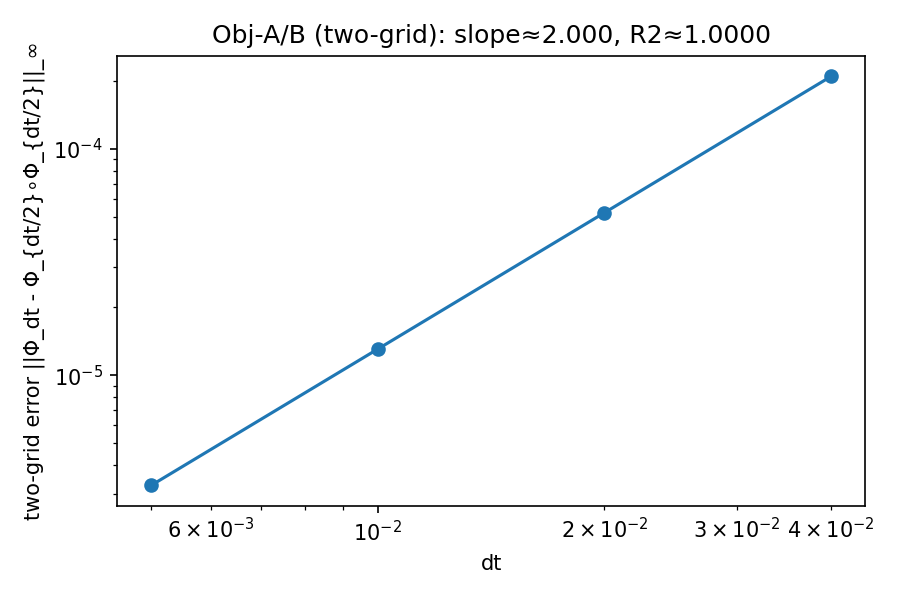 Obj-A/B (two-grid): slope≈2.000, R2≈1.0000
two-grid error ||Φ_dt - Φ_{dt/2}∘Φ_{dt/2}||_∞
10⁻⁴
10⁻⁵
6 × 10⁻³ 10⁻² 2 × 10⁻² 3 × 10⁻² 4 × 10⁻²
dt